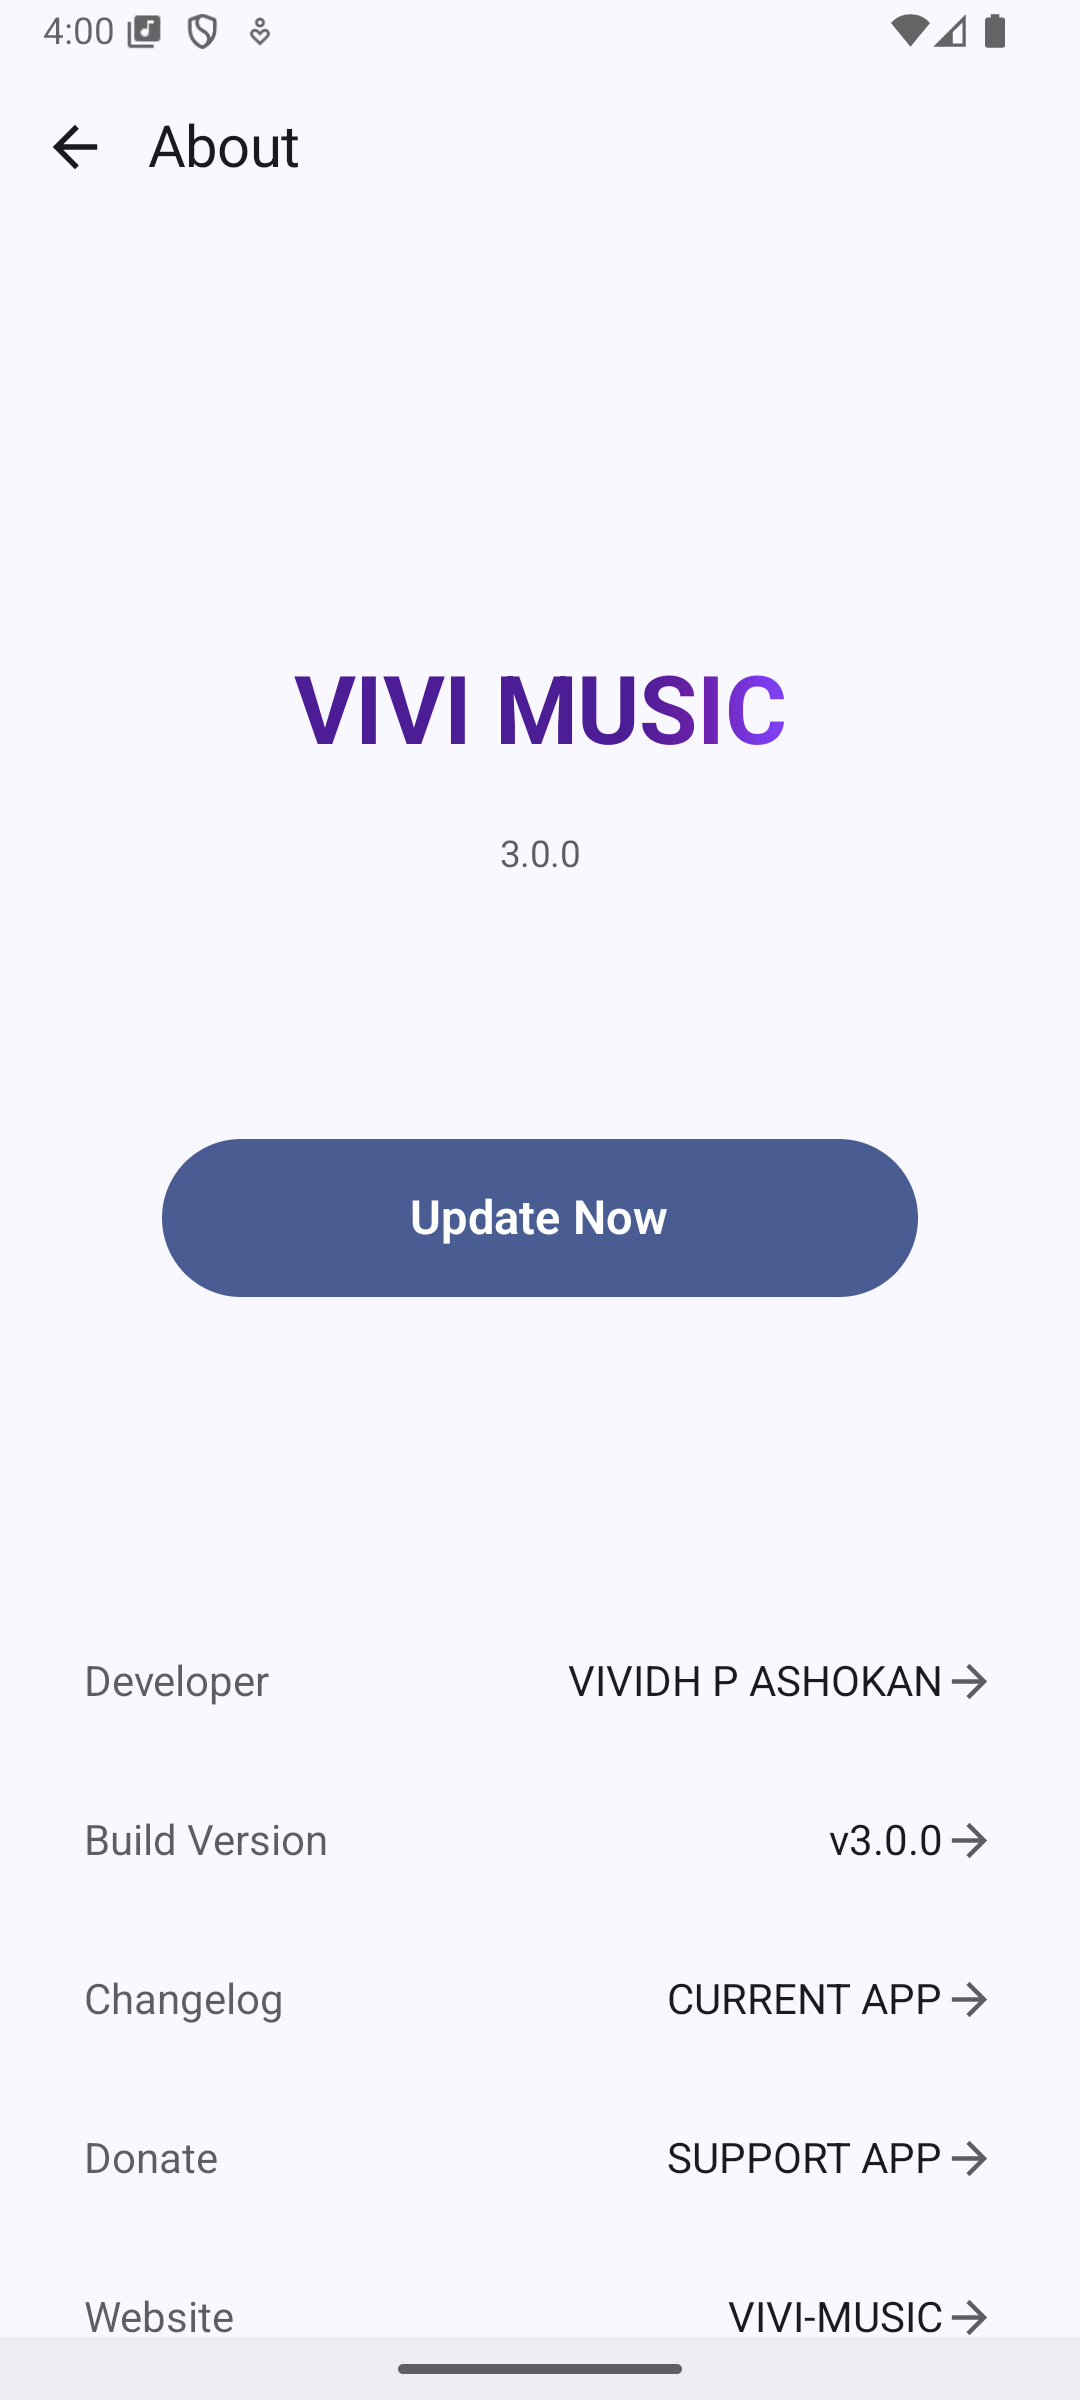 4:00
About
VIVI MUSIC
3.0.0
Update Now
Developer VIVIDH P ASHOKAN
Build Version v3.0.0
Changelog CURRENT APP
Donate SUPPORT APP
Website VIVI-MUSIC